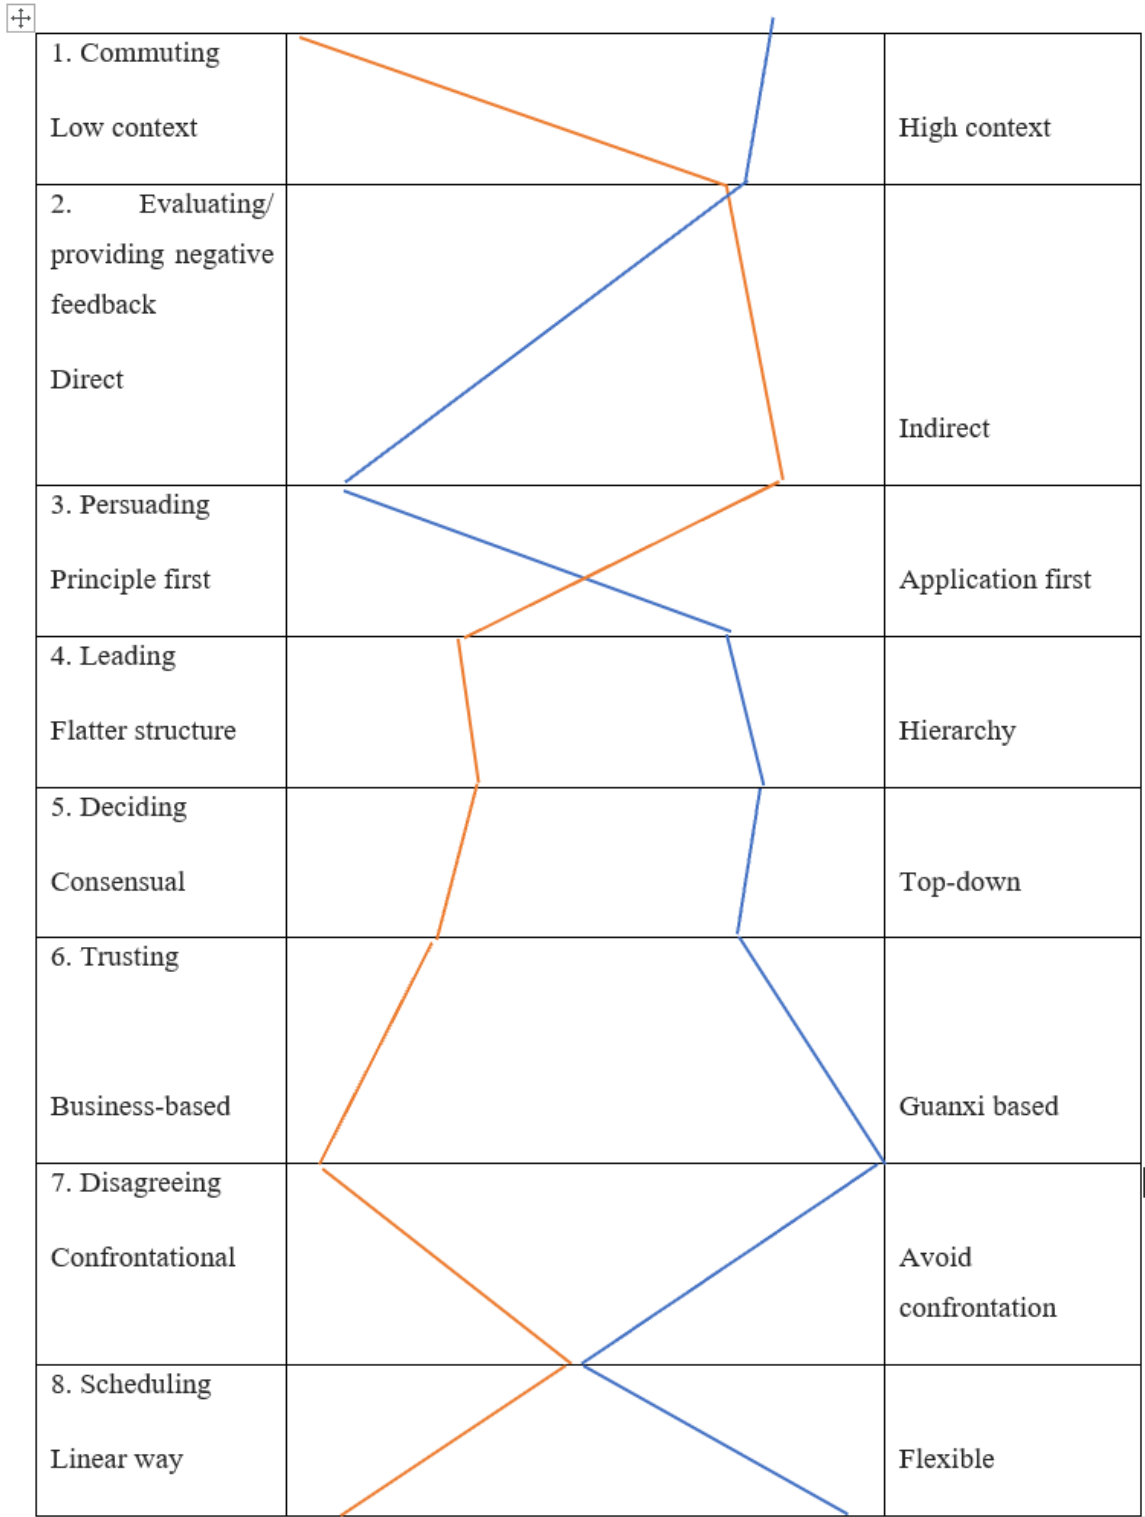 1. Commuting
Low context
High context
2. Evaluating/
providing negative
feedback
Direct
Indirect
3. Persuading
Principle first
Application first
4. Leading
Flatter structure
Hierarchy
5. Deciding
Consensual
Top-down
6. Trusting
Business-based
Guanxi based
7. Disagreeing
Confrontational
Avoid
confrontation
8. Scheduling
Linear way
Flexible